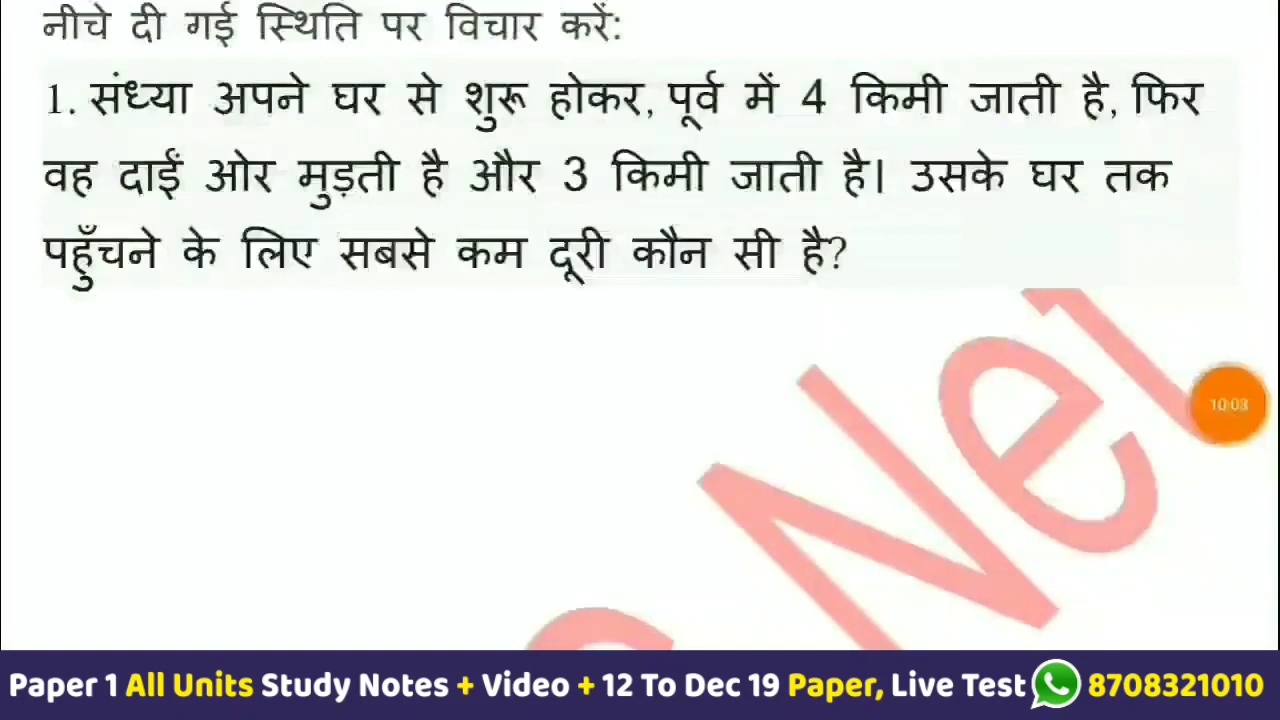 नीचे दी गई स्थिति पर विचार करें:
1. संध्या अपने घर से शुरू होकर, पूर्व में 4 किमी जाती है, फिर
वह दाईं ओर मुड़ती है और 3 किमी जाती है। उसके घर तक
पहुँचने के लिए सबसे कम दूरी कौन सी है?
10:03
Net
Paper 1 All Units Study Notes + Video + 12 To Dec 19 Paper, Live Test 8708321010